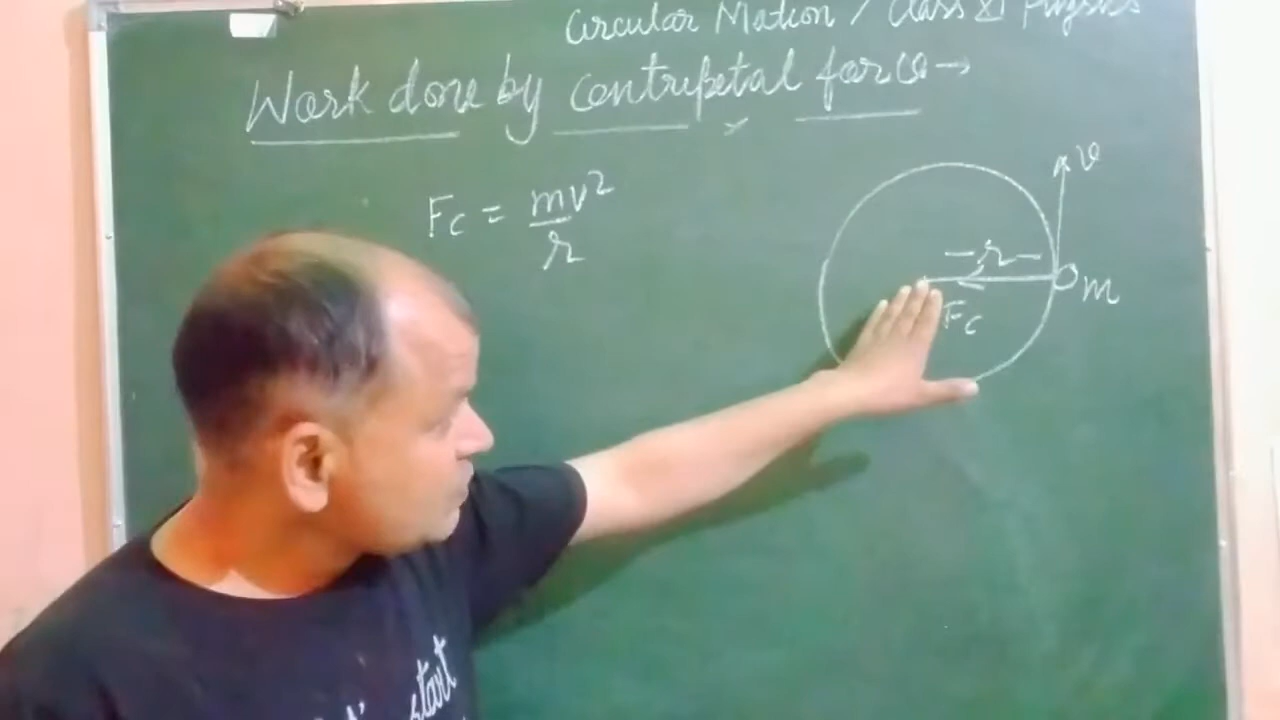 Circular Motion / Class XI Physics
Work done by centripetal force →
Fc = mv²/r
v
- r -
m
Fc
start